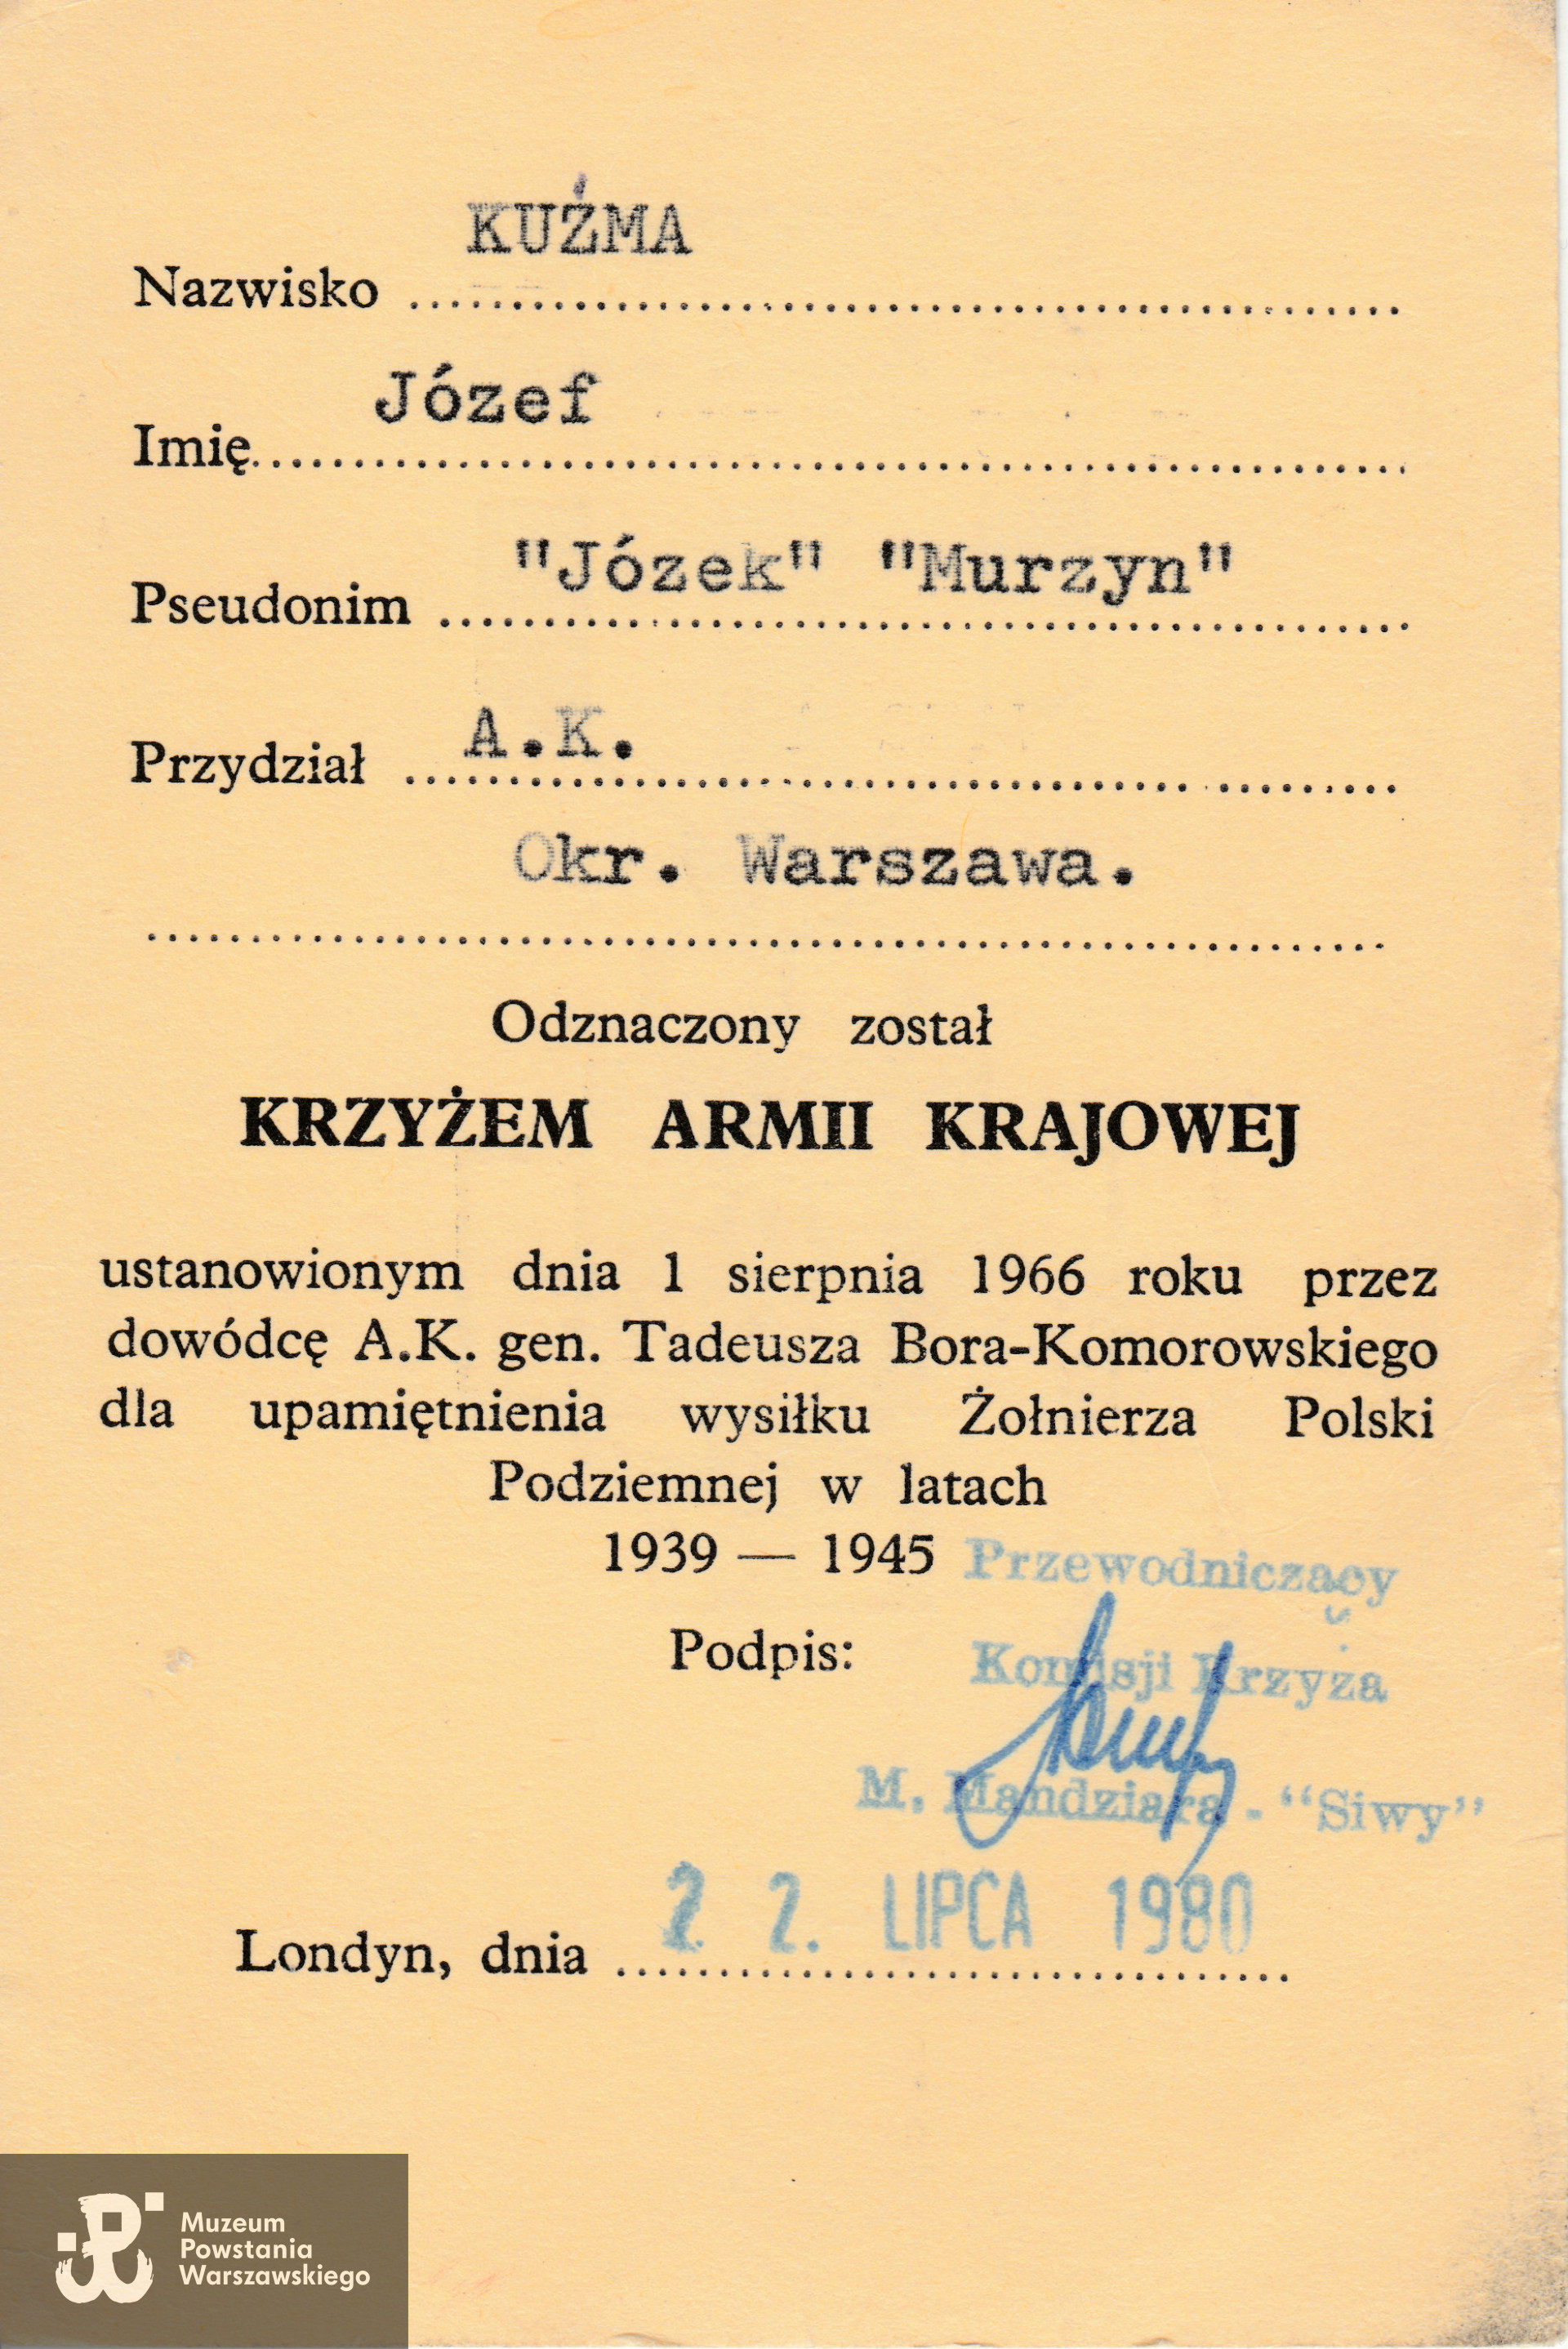 KUŹMA
Nazwisko
Józef
Imię
"Józek" "Murzyn"
Pseudonim
A.K.
Przydział
Okr. Warszawa.
Odznaczony został
KRZYŻEM ARMII KRAJOWEJ
ustanowionym dnia 1 sierpnia 1966 roku przez
dowódcę A.K. gen. Tadeusza Bora-Komorowskiego
dla upamiętnienia wysiłku Żołnierza Polski
Podziemnej w latach
1939 — 1945 Przewodniczący
Podpis: Komisji Krzyża
M. Mandziara - “Siwy”
22. LIPCA 1980
Londyn, dnia
Muzeum
Powstania
Warszawskiego